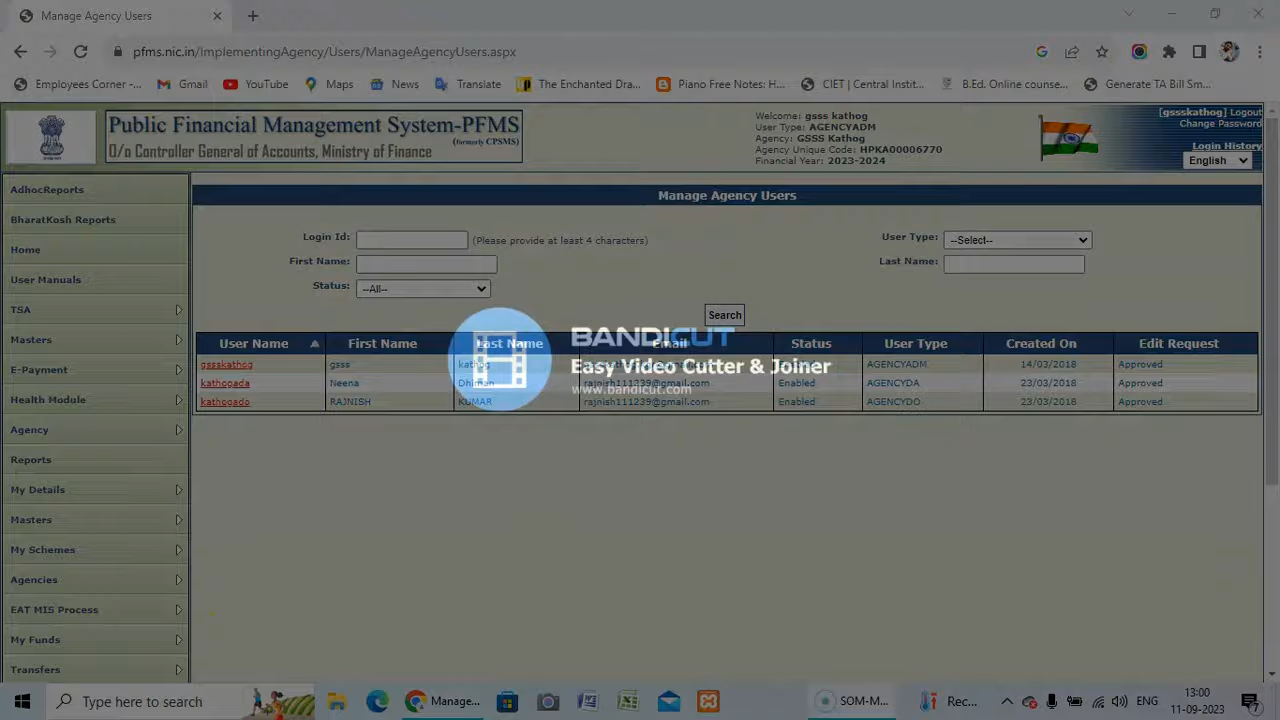 Manage Agency Users
pfms.nic.in/ImplementingAgency/Users/ManageAgencyUsers.aspx
Employees Corner -... Gmail YouTube Maps News Translate The Enchanted Dra... Piano Free Notes: H... CIET | Central Instit... B.Ed. Online counse... Generate TA Bill Sm...
Public Financial Management System-PFMS
(formerly CPSMS)
O/o Controller General of Accounts, Ministry of Finance
Welcome: gsss kathog
User Type: AGENCYADM
Agency: GSSS Kathog
Agency Unique Code: HPKA00006770
Financial Year: 2023-2024
[gssskathog] Logout
Change Password
Login History
English
AdhocReports
BharatKosh Reports
Home
User Manuals
TSA
Masters
E-Payment
Health Module
Agency
Reports
My Details
Masters
My Schemes
Agencies
EAT MIS Process
My Funds
Transfers
Manage Agency Users
Login Id: (Please provide at least 4 characters) User Type: --Select--
First Name: Last Name:
Status: --All--
Search
User Name First Name Last Name Email Status User Type Created On Edit Request
gssskathog gsss kathog AGENCYADM 14/03/2018 Approved
kathogada Neena Dhiman rajnish111239@gmail.com Enabled AGENCYDA 23/03/2018 Approved
kathogado RAJNISH KUMAR rajnish111239@gmail.com Enabled AGENCYDO 23/03/2018 Approved
BANDICUT
Easy Video Cutter & Joiner
www.bandicut.com
Type here to search Manage... SOM-M... Rec... ENG 13:00
11-09-2023